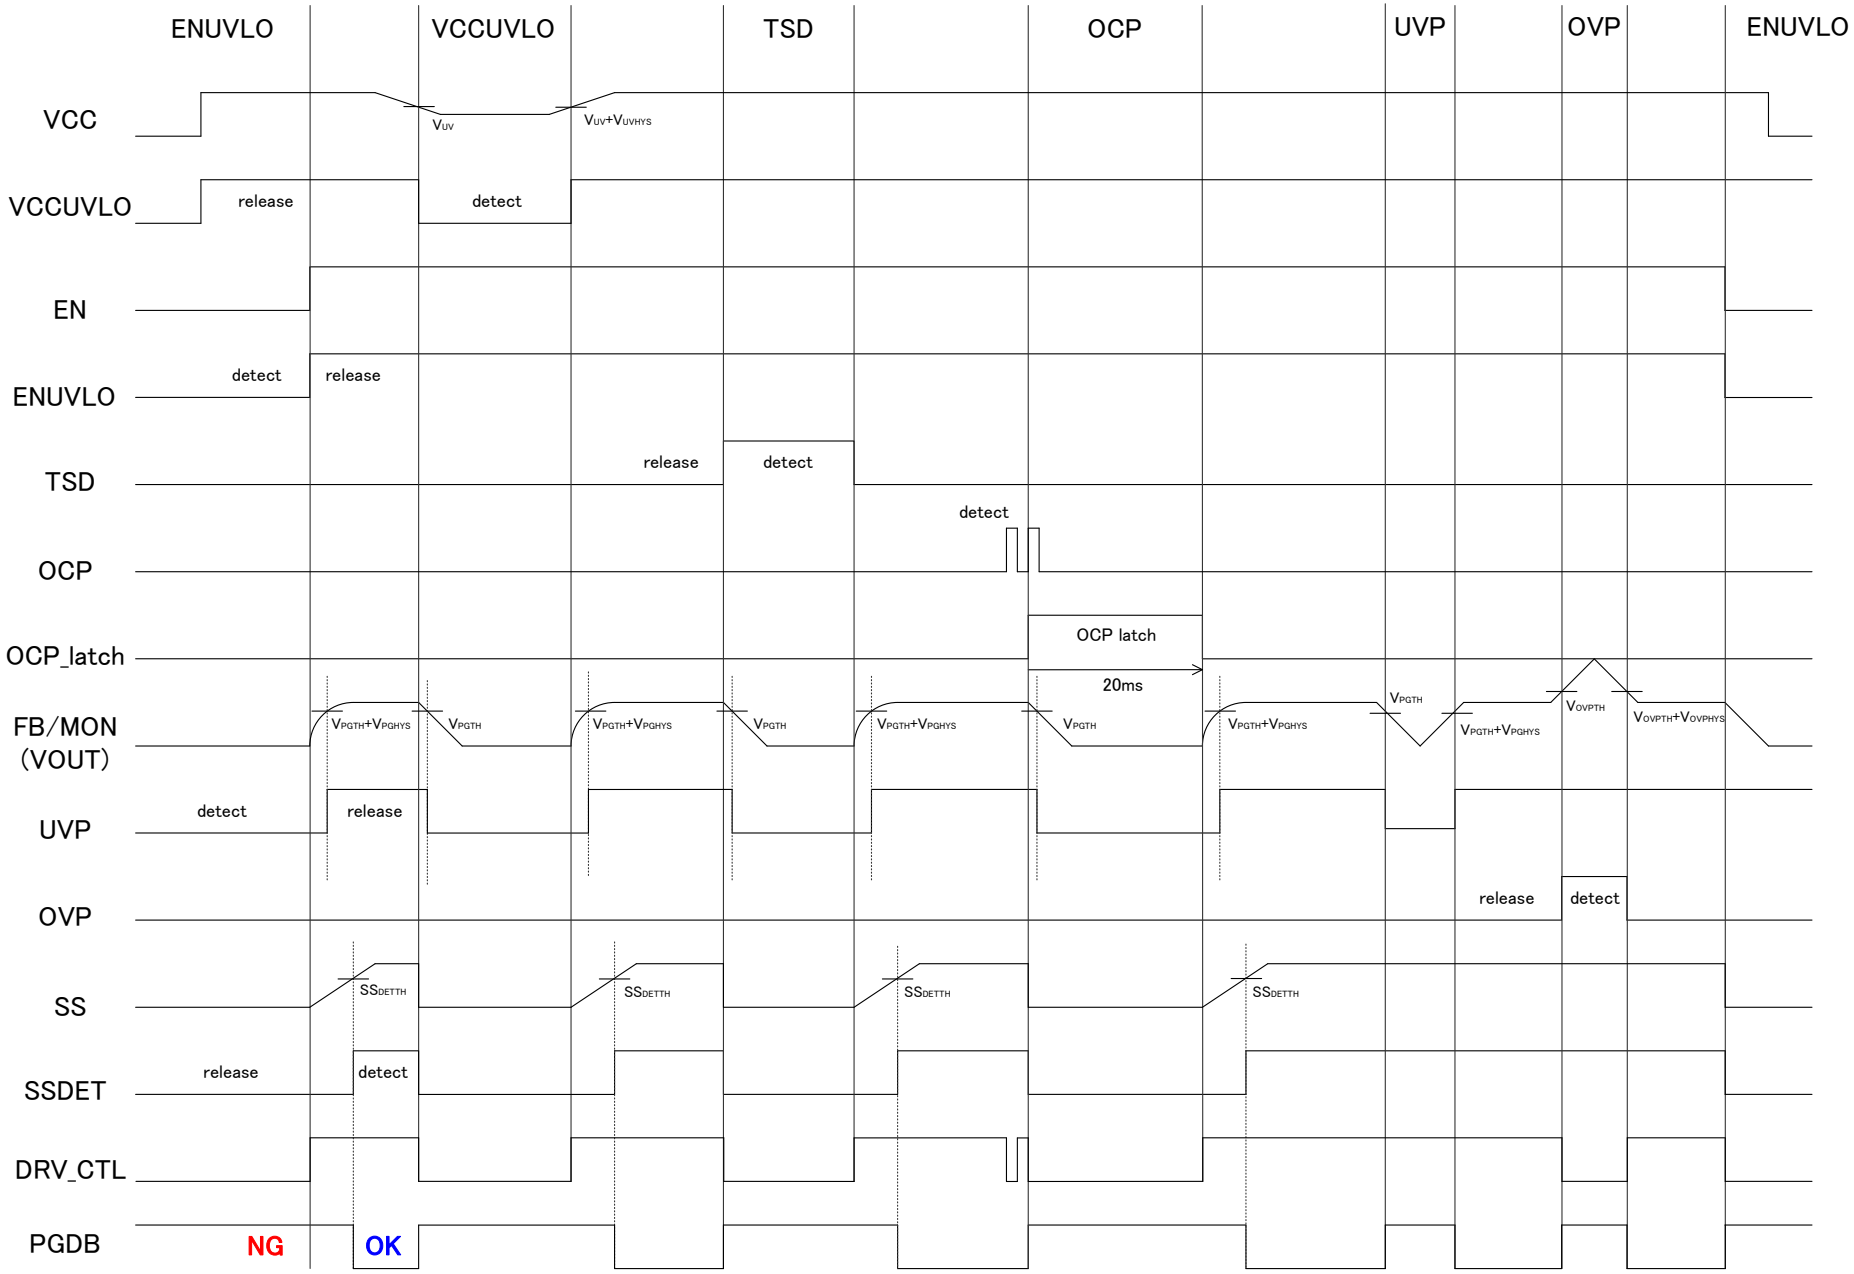 ENUVLO VCCUVLO TSD OCP UVP OVP ENUVLO
VCC
VUV VUV+VUVHYS
VCCUVLO
release detect
EN
ENUVLO
detect release
TSD
release detect
OCP
detect
OCP_latch
OCP latch
20ms
FB/MON
(VOUT)
VPGTH+VPGHYS VPGTH VPGTH+VPGHYS VPGTH VPGTH+VPGHYS VPGTH VPGTH+VPGHYS VPGTH VPGTH+VPGHYS VOVPTH VOVPTH+VOVPHYS
UVP
detect release
OVP
release detect
SS
SSDETTH SSDETTH SSDETTH SSDETTH
SSDET
release detect
DRV_CTL
PGDB
NG OK